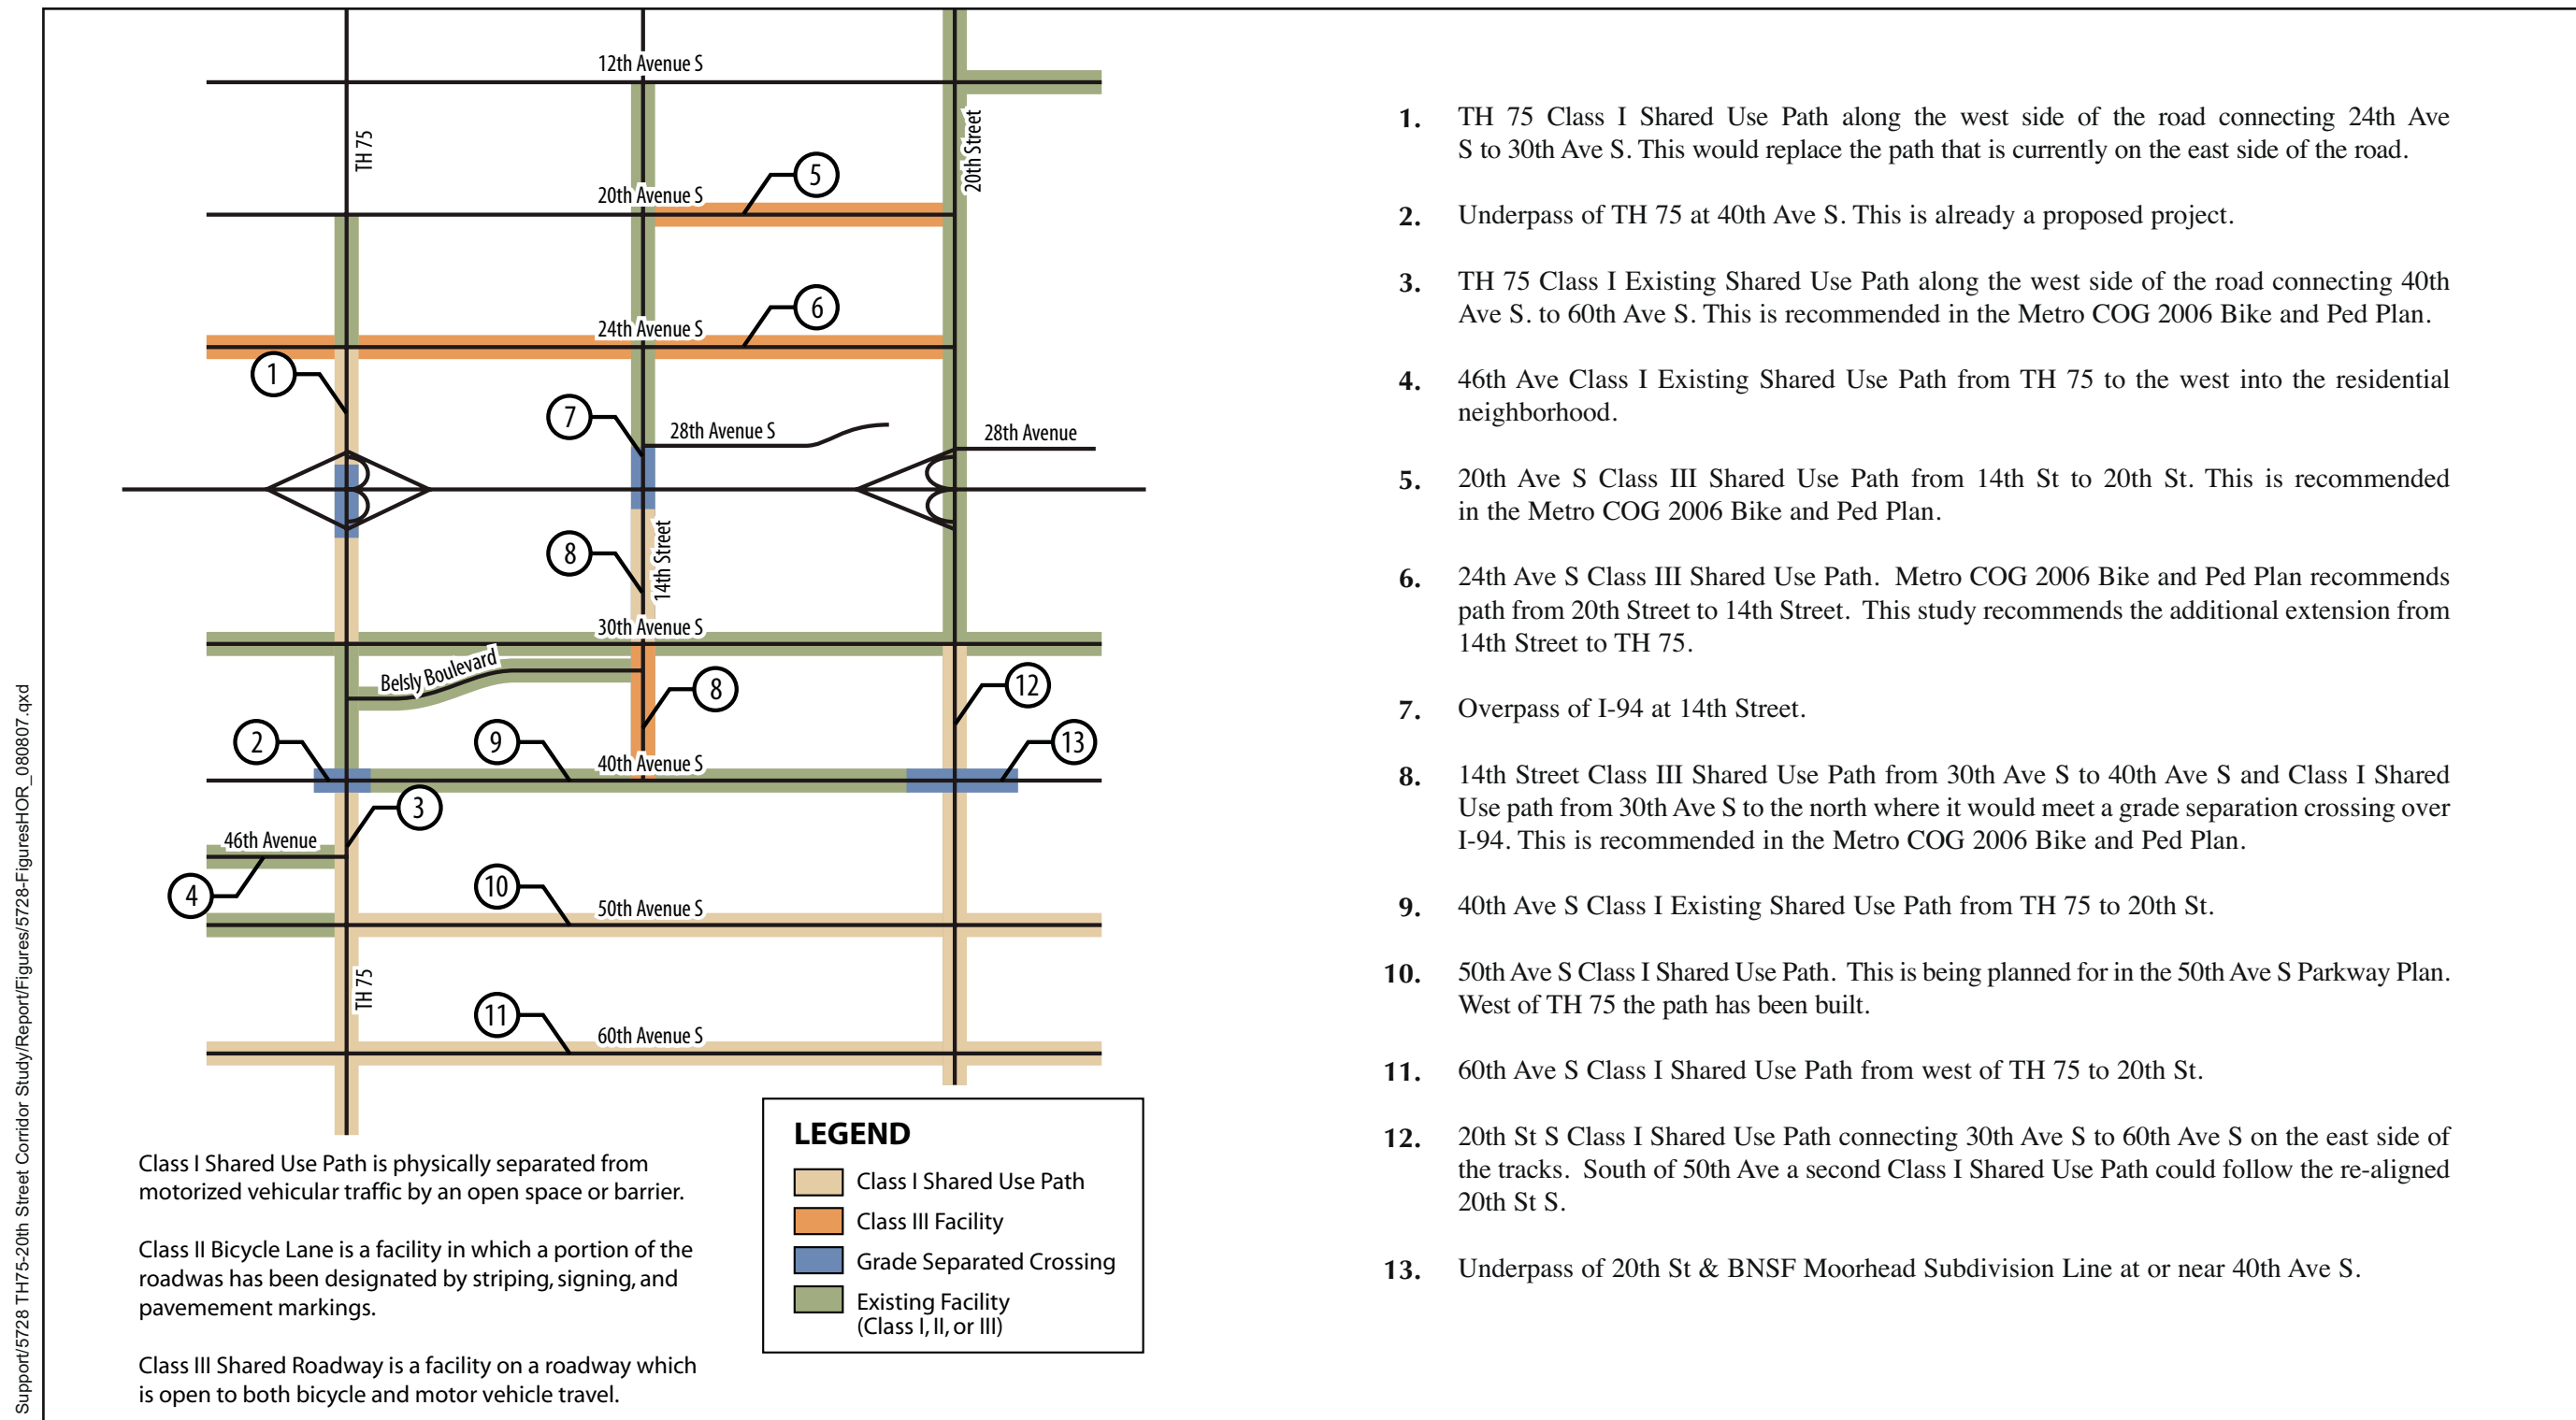 Support/5728 TH75-20th Street Corridor Study/Report/Figures/5728-FiguresHOR_080807.qxd
12th Avenue S
TH 75
20th Street
5
20th Avenue S
6
24th Avenue S
1
7
28th Avenue S
28th Avenue
8
14th Street
30th Avenue S
Belsly Boulevard
8
12
2
9
40th Avenue S
13
3
46th Avenue
4
10
50th Avenue S
TH 75
11
60th Avenue S
Class I Shared Use Path is physically separated from
motorized vehicular traffic by an open space or barrier.
Class II Bicycle Lane is a facility in which a portion of the
roadwas has been designated by striping, signing, and
pavemement markings.
Class III Shared Roadway is a facility on a roadway which
is open to both bicycle and motor vehicle travel.
LEGEND
Class I Shared Use Path
Class III Facility
Grade Separated Crossing
Existing Facility
(Class I, II, or III)
1. TH 75 Class I Shared Use Path along the west side of the road connecting 24th Ave
S to 30th Ave S. This would replace the path that is currently on the east side of the road.
2. Underpass of TH 75 at 40th Ave S. This is already a proposed project.
3. TH 75 Class I Existing Shared Use Path along the west side of the road connecting 40th
Ave S. to 60th Ave S. This is recommended in the Metro COG 2006 Bike and Ped Plan.
4. 46th Ave Class I Existing Shared Use Path from TH 75 to the west into the residential
neighborhood.
5. 20th Ave S Class III Shared Use Path from 14th St to 20th St. This is recommended
in the Metro COG 2006 Bike and Ped Plan.
6. 24th Ave S Class III Shared Use Path. Metro COG 2006 Bike and Ped Plan recommends
path from 20th Street to 14th Street. This study recommends the additional extension from
14th Street to TH 75.
7. Overpass of I-94 at 14th Street.
8. 14th Street Class III Shared Use Path from 30th Ave S to 40th Ave S and Class I Shared
Use path from 30th Ave S to the north where it would meet a grade separation crossing over
I-94. This is recommended in the Metro COG 2006 Bike and Ped Plan.
9. 40th Ave S Class I Existing Shared Use Path from TH 75 to 20th St.
10. 50th Ave S Class I Shared Use Path. This is being planned for in the 50th Ave S Parkway Plan.
West of TH 75 the path has been built.
11. 60th Ave S Class I Shared Use Path from west of TH 75 to 20th St.
12. 20th St S Class I Shared Use Path connecting 30th Ave S to 60th Ave S on the east side of
the tracks. South of 50th Ave a second Class I Shared Use Path could follow the re-aligned
20th St S.
13. Underpass of 20th St & BNSF Moorhead Subdivision Line at or near 40th Ave S.